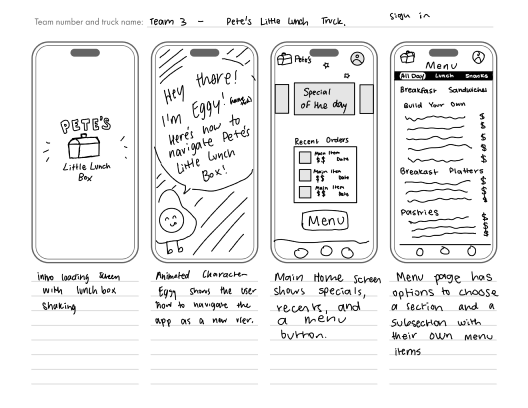 Team number and truck name: Team 3 - Pete's Little Lunch Truck.
sign in
PETE'S
Little Lunch
Box
Hey there!
I'm Eggy!
Here's how to
navigate Pete's
Little Lunch
Box!
Pete's
Special
of the day
Recent Orders
Main Item
$$ Date
Main Item
$$ Date
Main Item
$$ Date
Menu
Menu
All Day Lunch Snacks
Breakfast Sandwiches
Build Your Own
$
$
$
$
Breakfast Platters
$
$
$
Pastries
$
$
$
intro loading screen
with lunch box
shaking
Animated Character
Eggy shows the user
how to navigate the
app as a new user.
Main Home screen
shows specials,
recents, and
a menu
button.
Menu page has
options to choose
a section and a
subsection with
their own menu
items